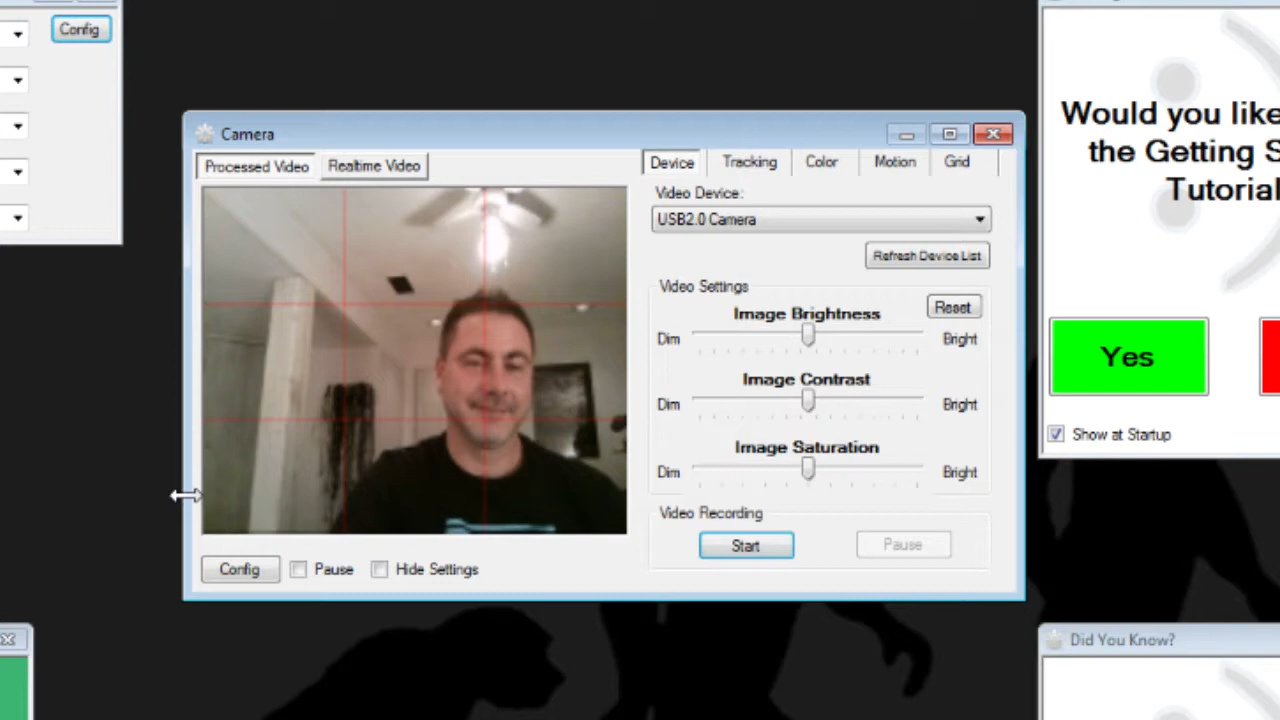 Config
Would you like
the Getting S
Tutorial
Yes
Show at Startup
Camera
Processed Video
Realtime Video
Device
Tracking
Color
Motion
Grid
Video Device:
USB2.0 Camera
Refresh Device List
Video Settings
Reset
Image Brightness
Dim
Bright
Image Contrast
Dim
Bright
Image Saturation
Dim
Bright
Video Recording
Start
Pause
Config
Pause
Hide Settings
Did You Know?